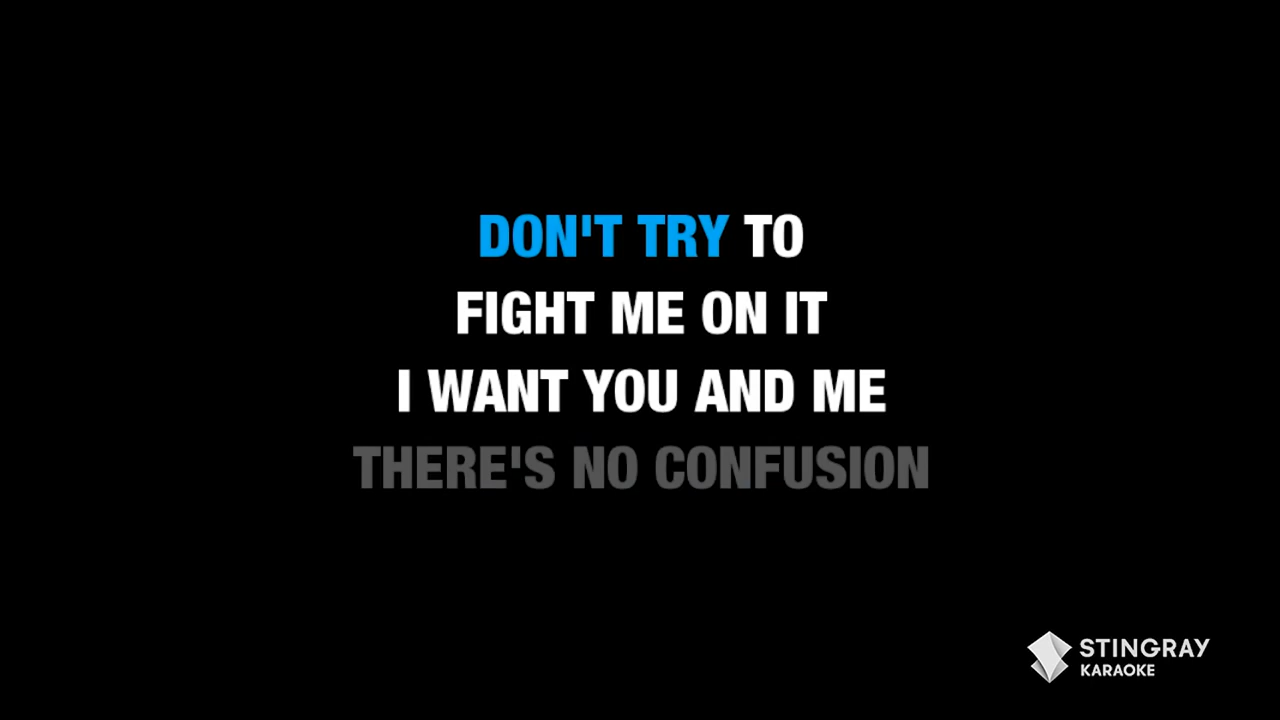 DON'T TRY TO
FIGHT ME ON IT
I WANT YOU AND ME
THERE'S NO CONFUSION
STINGRAY
KARAOKE